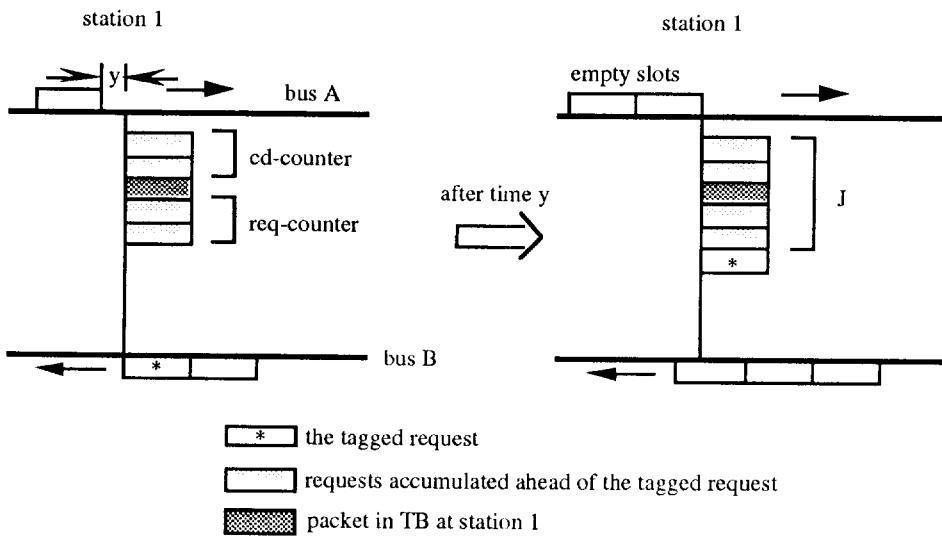 station 1
station 1
y
bus A
empty slots
cd-counter
req-counter
after time y
J
*
*
bus B
* the tagged request
requests accumulated ahead of the tagged request
packet in TB at station 1